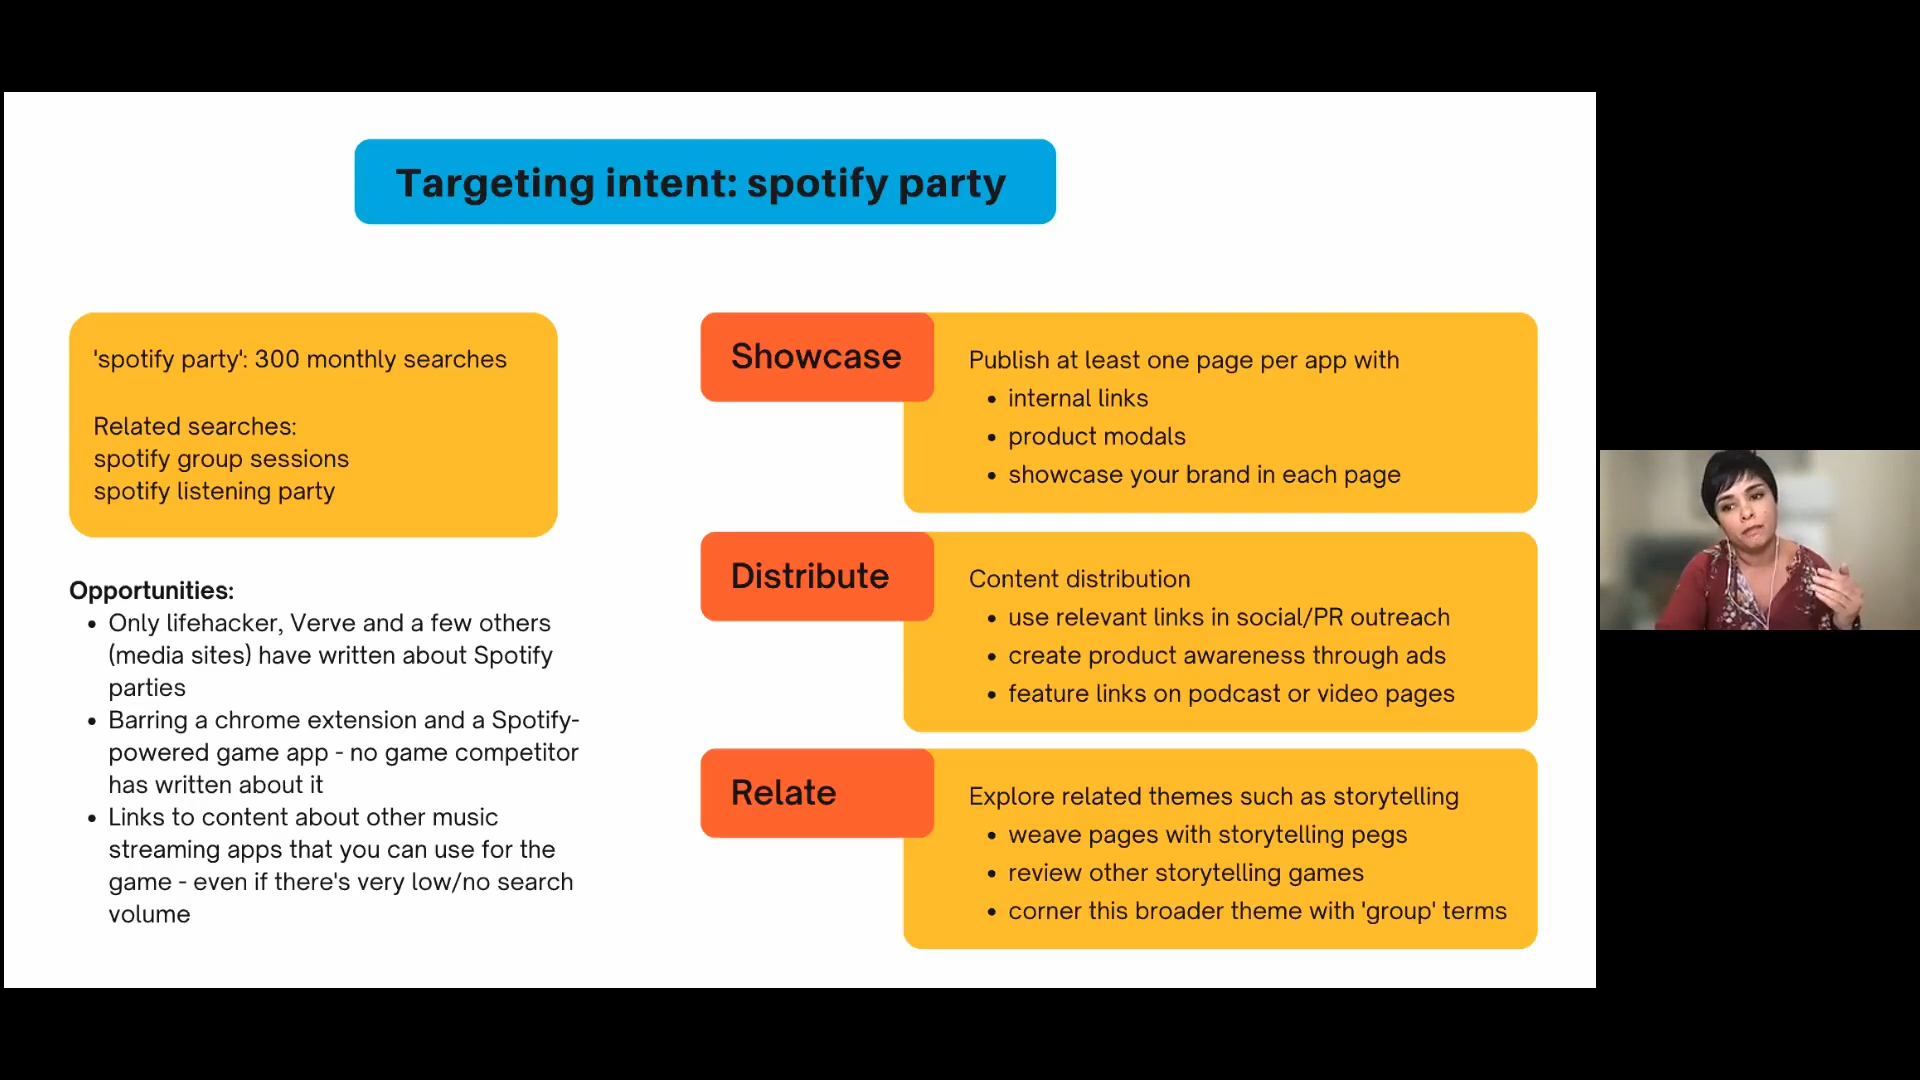 Targeting intent: spotify party
'spotify party': 300 monthly searches
Related searches:
spotify group sessions
spotify listening party
Opportunities:
• Only lifehacker, Verve and a few others
(media sites) have written about Spotify
parties
• Barring a chrome extension and a Spotify-
powered game app - no game competitor
has written about it
• Links to content about other music
streaming apps that you can use for the
game - even if there's very low/no search
volume
Showcase
Publish at least one page per app with
• internal links
• product modals
• showcase your brand in each page
Distribute
Content distribution
• use relevant links in social/PR outreach
• create product awareness through ads
• feature links on podcast or video pages
Relate
Explore related themes such as storytelling
• weave pages with storytelling pegs
• review other storytelling games
• corner this broader theme with 'group' terms